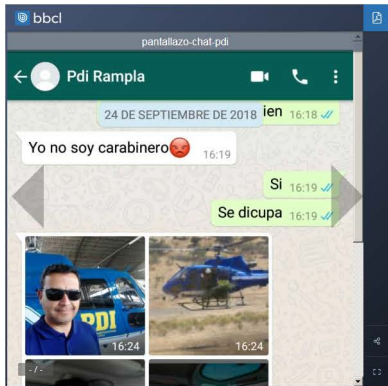 bbcl
pantallazo-chat-pdi
Pdi Rampla
24 DE SEPTIEMBRE DE 2018
ien 16:18
Yo no soy carabinero 16:19
Si 16:19
Se dicupa 16:19
PDI
16:24
16:24
-/-